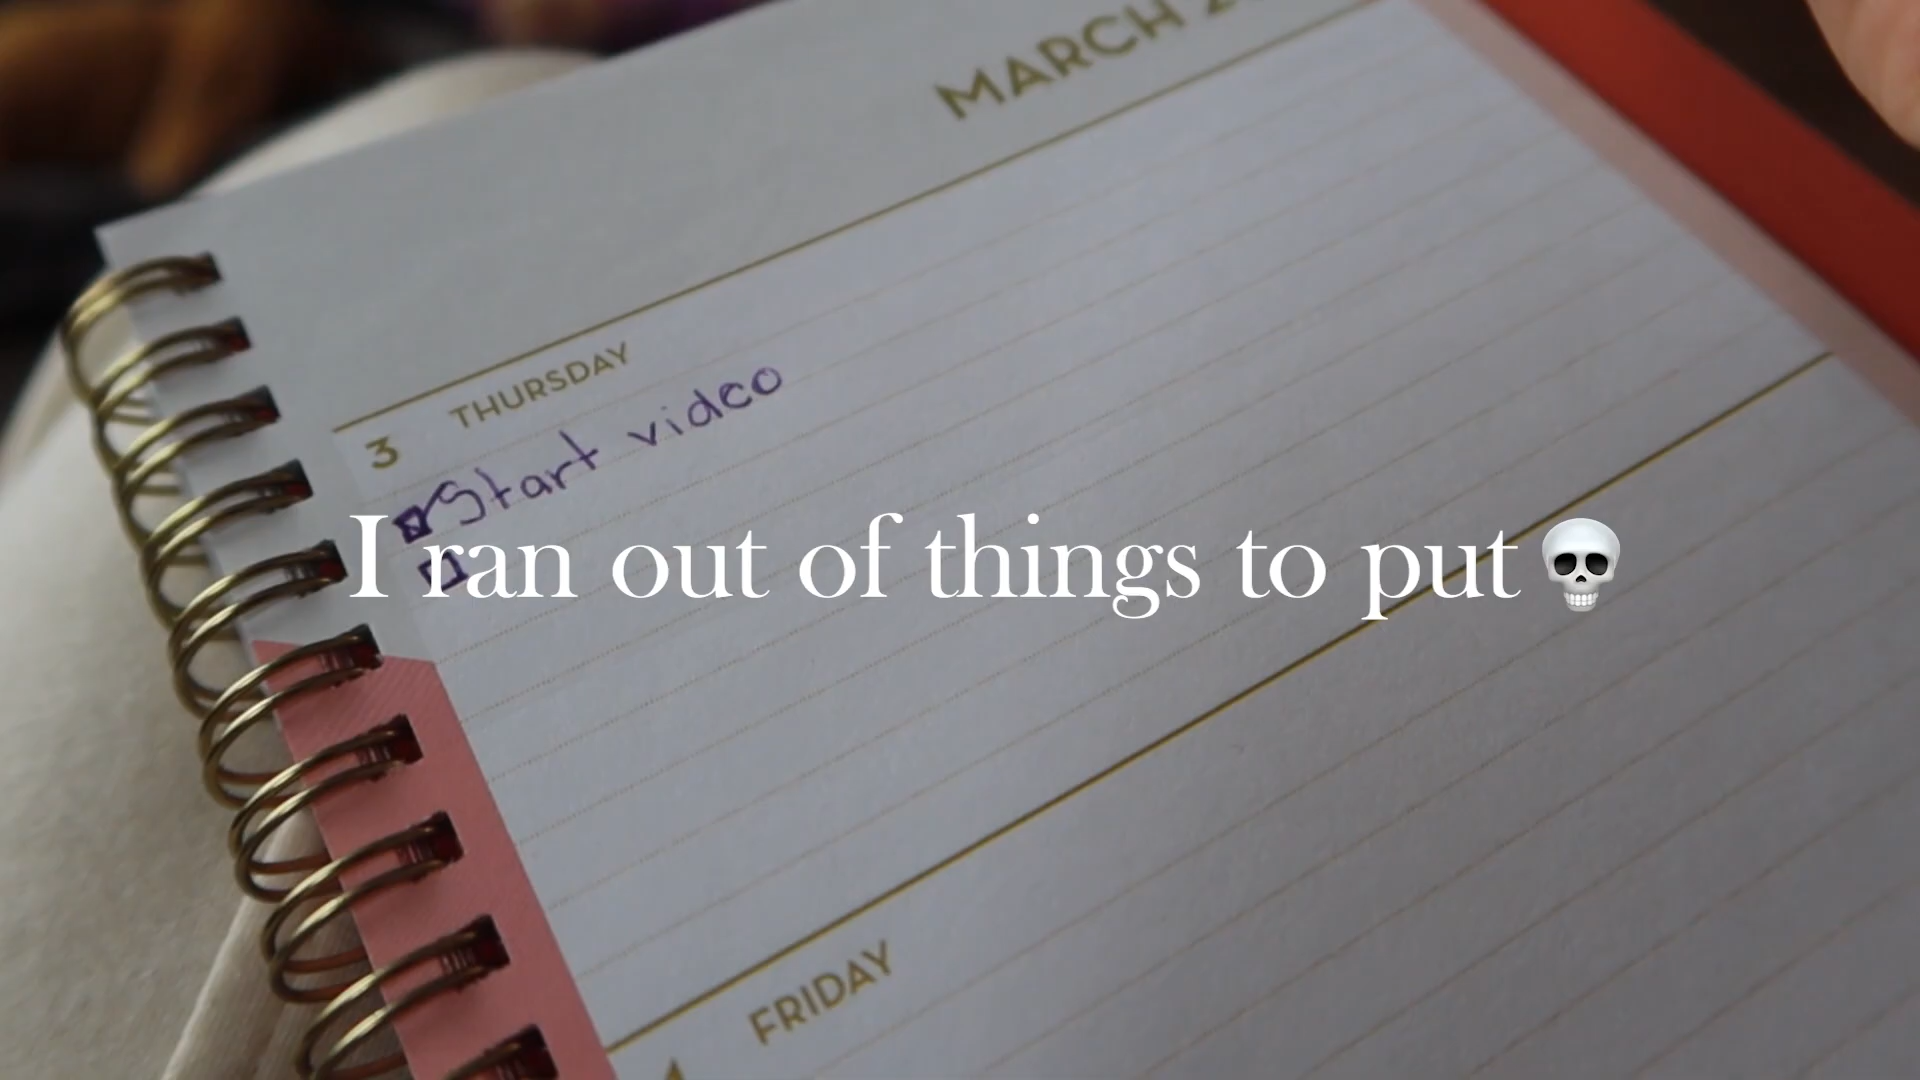 MARCH
THURSDAY
3
Start video
I ran out of things to put💀
FRIDAY